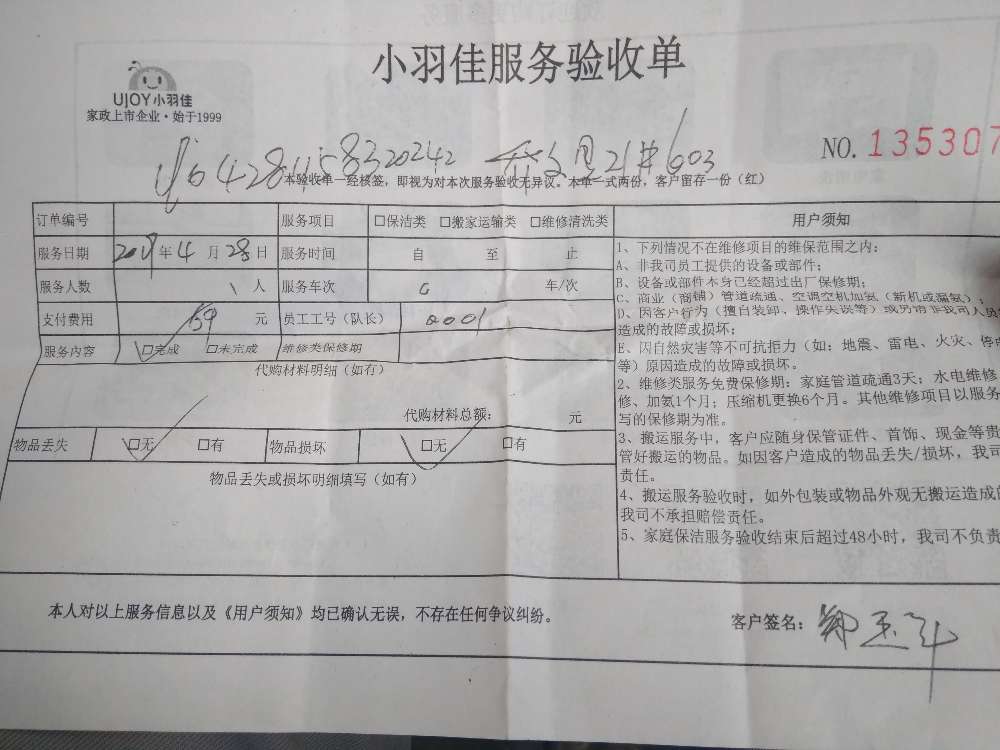 小羽佳服务验收单
UJOY小羽佳
家政上市企业·始于1999
NO. 135307
6428458320242 21#603
本验收单一经核签，即视为对本次服务验收无异议。本单一式两份，客户留存一份（红）
订单编号 服务项目 □保洁类 □搬家运输类 □维修清洗类
服务日期 年 4 月 28 日 服务时间 自 至 止
服务人数 人 服务车次 车/次
支付费用 元 员工工号（队长） 0001
服务内容 □完成 □未完成 维修类保修期
代购材料明细（如有）
代购材料总额： 元
物品丢失 □无 □有 物品损坏 □无 □有
物品丢失或损坏明细填写（如有）
用户须知
1、下列情况不在维修项目的维保范围之内：
A、非我司员工提供的设备或部件；
B、设备或部件本身已经超过出厂保修期；
C、商业（商铺）管道疏通、空调空机加氨（新机或漏氨）；
D、因客户行为（擅自装卸、操作失误等）或另请非我司人员
造成的故障或损坏；
E、因自然灾害等不可抗拒力（如：地震、雷电、火灾、停
等）原因造成的故障或损坏。
2、维修类服务免费保修期：家庭管道疏通3天；水电维修
修、加氨1个月；压缩机更换6个月。其他维修项目以服务
写的保修期为准。
3、搬运服务中，客户应随身保管证件、首饰、现金等贵
管好搬运的物品。如因客户造成的物品丢失/损坏，我司
责任。
4、搬运服务验收时，如外包装或物品外观无搬运造成
我司不承担赔偿责任。
5、家庭保洁服务验收结束后超过48小时，我司不负责
本人对以上服务信息以及《用户须知》均已确认无误，不存在任何争议纠纷。
客户签名：